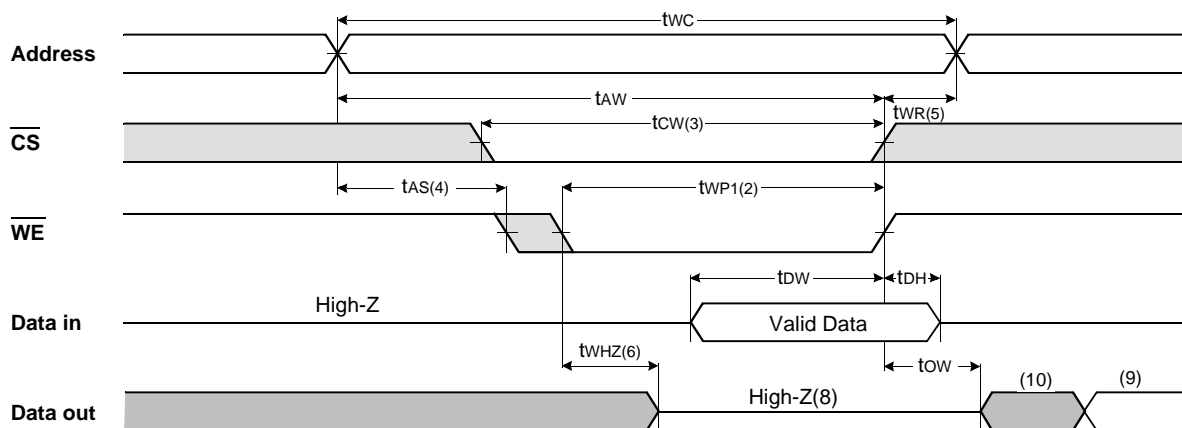 tWC
Address
tAW
tWR(5)
tCW(3)
CS
tAS(4)
tWP1(2)
WE
tDW
tDH
High-Z
Data in
Valid Data
tWHZ(6)
tOW
(10)
(9)
High-Z(8)
Data out